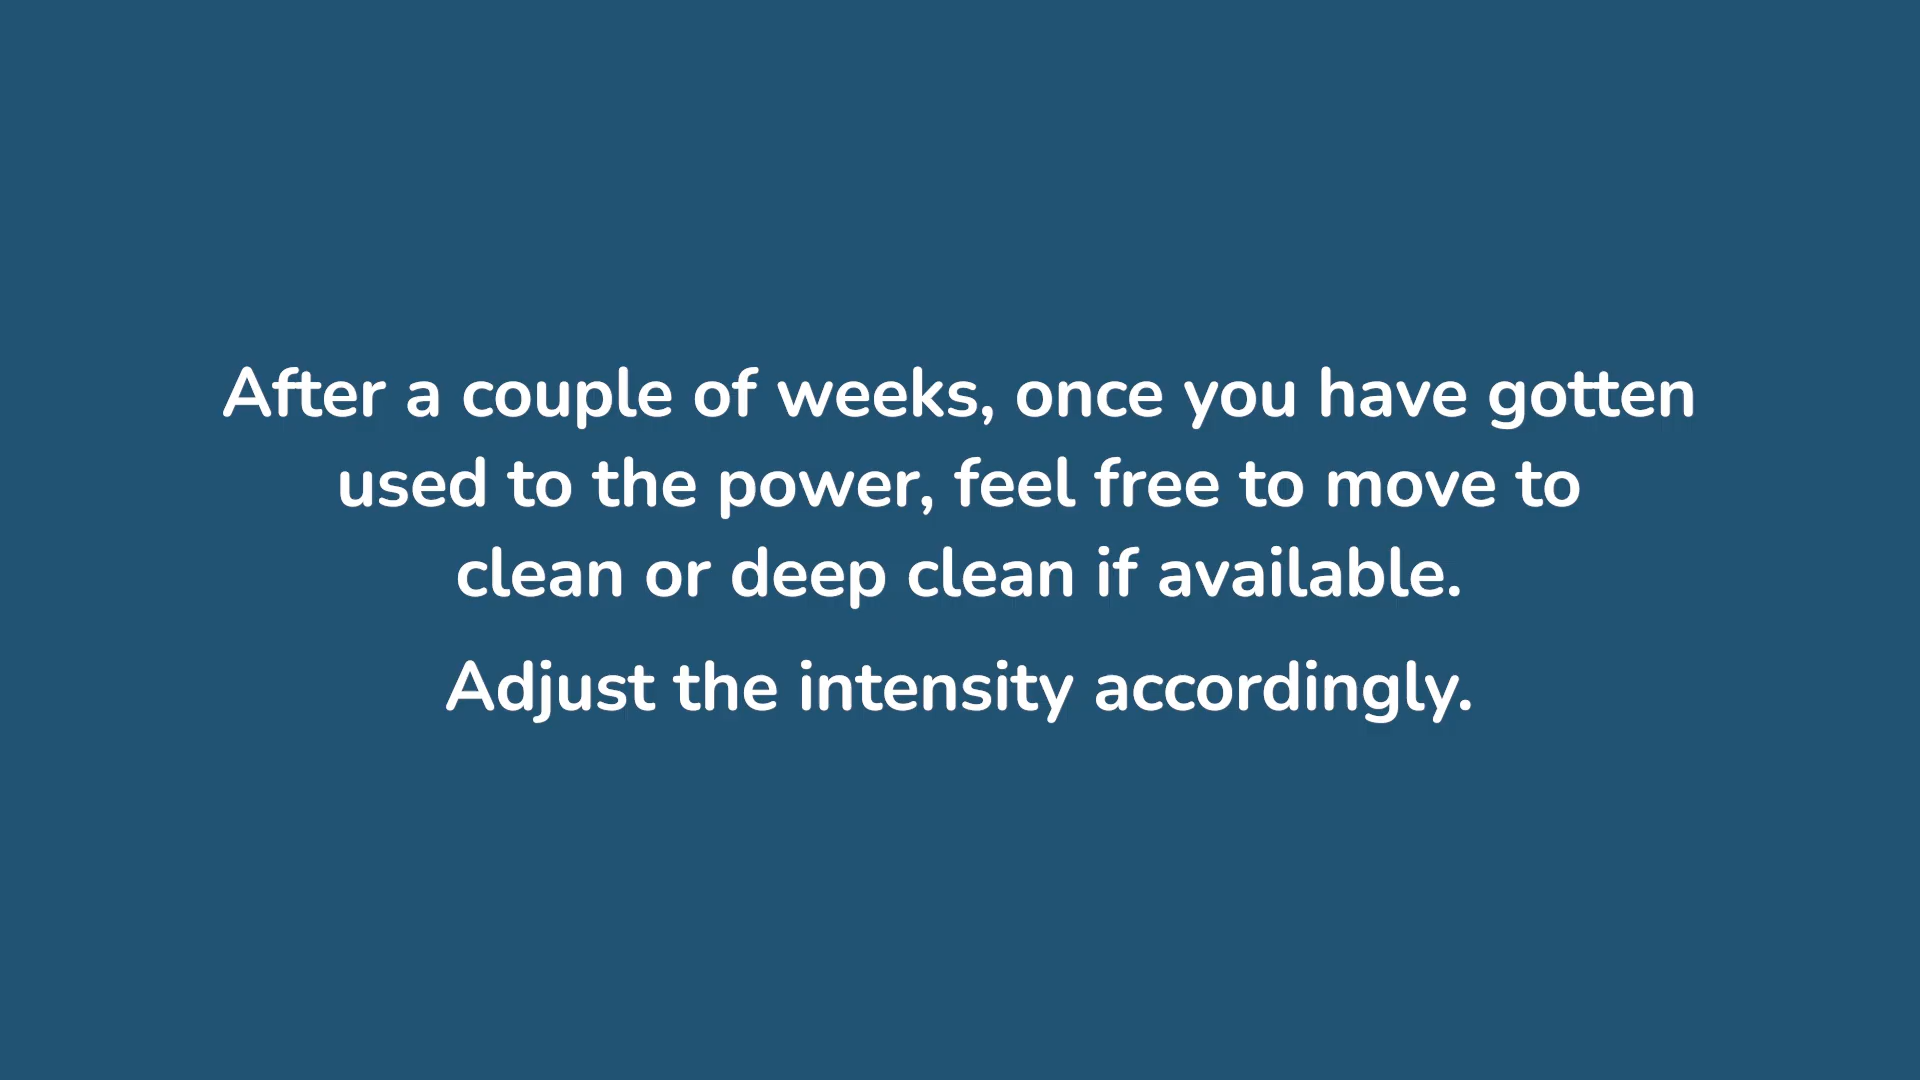 After a couple of weeks, once you have gotten
used to the power, feel free to move to
clean or deep clean if available.
Adjust the intensity accordingly.